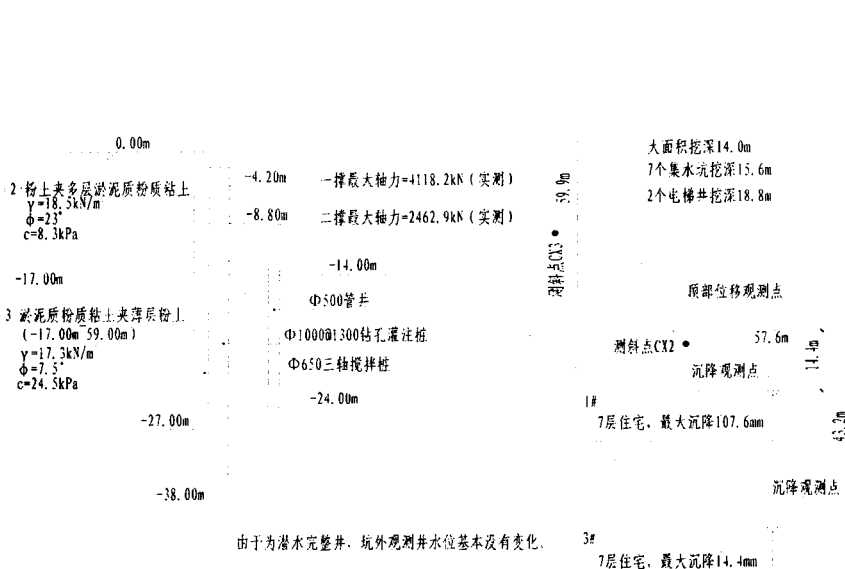 0.00m
2 粉土夹多层淤泥质粉质粘土
γ=18.5kN/m
ϕ=23°
c=8.3kPa
-17.00m
3 淤泥质粉质粘土夹薄层粉土
(-17.00m~59.00m)
γ=17.3kN/m
ϕ=7.5°
c=24.5kPa
-27.00m
-38.00m
-4.20m 一撑最大轴力=4118.2kN(实测)
-8.80m 二撑最大轴力=2462.9kN(实测)
-14.00m
Φ500管井
Φ1000@1300钻孔灌注桩
Φ650三轴搅拌桩
-24.00m
由于为潜水完整井、坑外观测井水位基本没有变化、
大面积挖深14.0m
7个集水坑挖深15.6m
2个电梯井挖深18.8m
59.9m
测斜点CX3
顶部位移观测点
测斜点CX2
57.6m
14.4m
沉降观测点
1#
7层住宅、最大沉降107.6mm
43.2m
沉降观测点
3#
7层住宅、最大沉降14.4mm